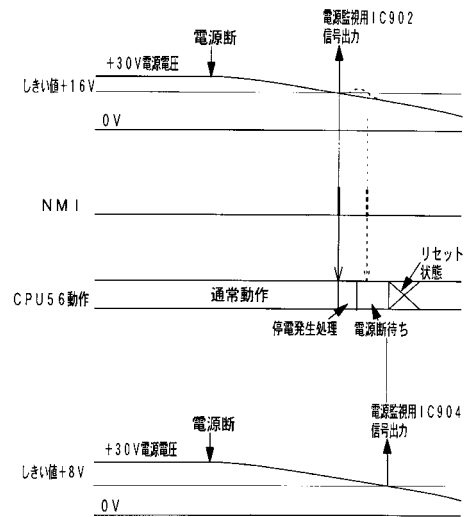 電源監視用IC902
信号出力
電源断
+30V電源電圧
しきい値+16V
0V
NMI
リセット
状態
CPU56動作
通常動作
停電発生処理
電源断待ち
電源監視用IC904
信号出力
電源断
+30V電源電圧
しきい値+8V
0V